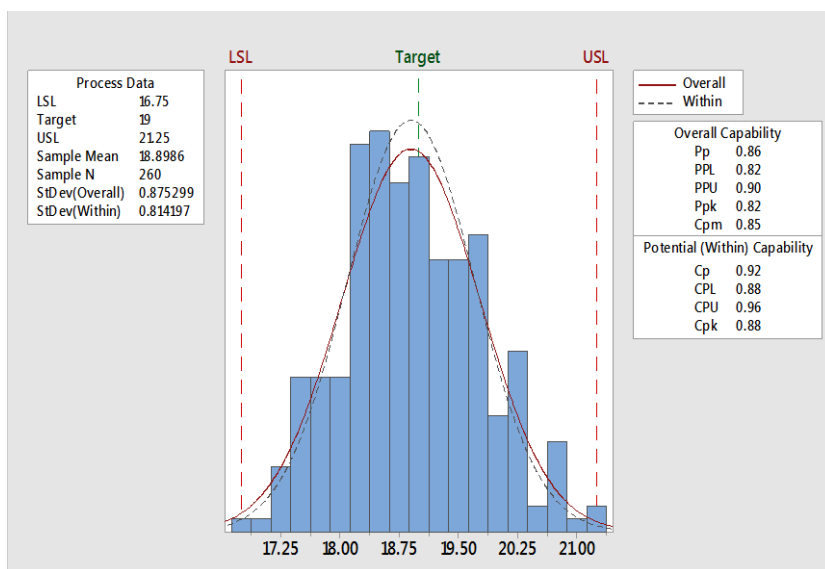 LSL Target USL
Process Data
LSL 16.75
Target 19
USL 21.25
Sample Mean 18.8986
Sample N 260
StDev(Overall) 0.875299
StDev(Within) 0.814197
Overall
Within
Overall Capability
Pp 0.86
PPL 0.82
PPU 0.90
Ppk 0.82
Cpm 0.85
Potential (Within) Capability
Cp 0.92
CPL 0.88
CPU 0.96
Cpk 0.88
17.25 18.00 18.75 19.50 20.25 21.00